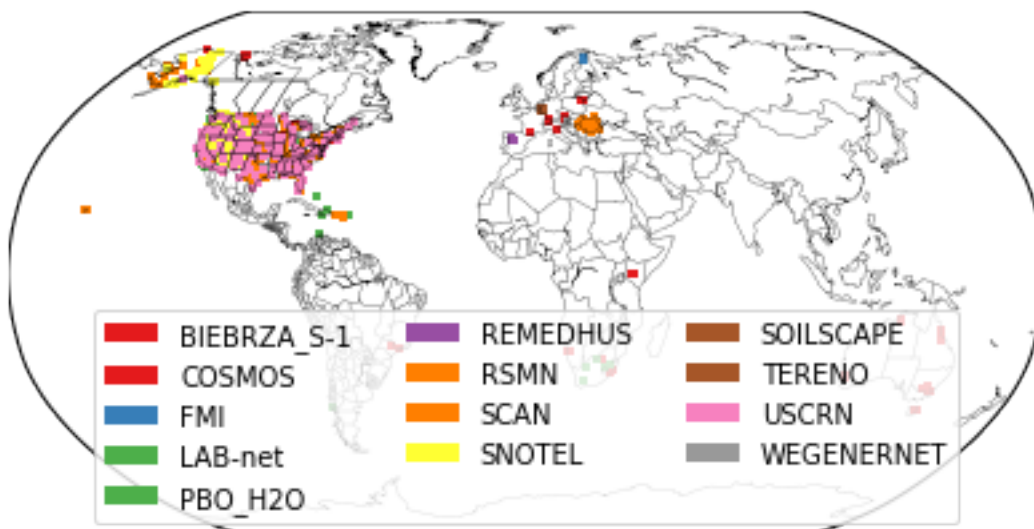 BIEBRZA_S-1
COSMOS
FMI
LAB-net
PBO_H2O
REMEDHUS
RSMN
SCAN
SNOTEL
SOILSCAPE
TERENO
USCRN
WEGENERNET